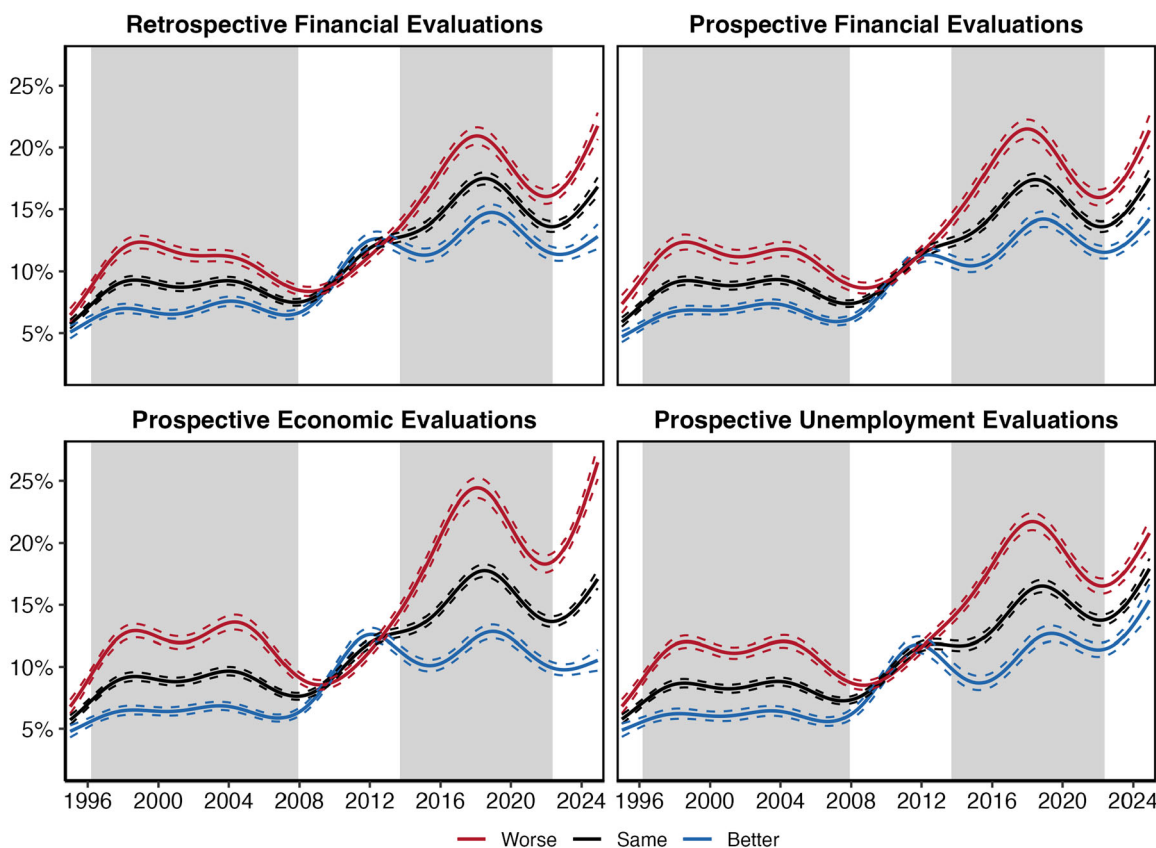 Retrospective Financial Evaluations
Prospective Financial Evaluations
25%
20%
15%
10%
5%
Prospective Economic Evaluations
Prospective Unemployment Evaluations
25%
20%
15%
10%
5%
1996 2000 2004 2008 2012 2016 2020 2024
1996 2000 2004 2008 2012 2016 2020 2024
Worse Same Better